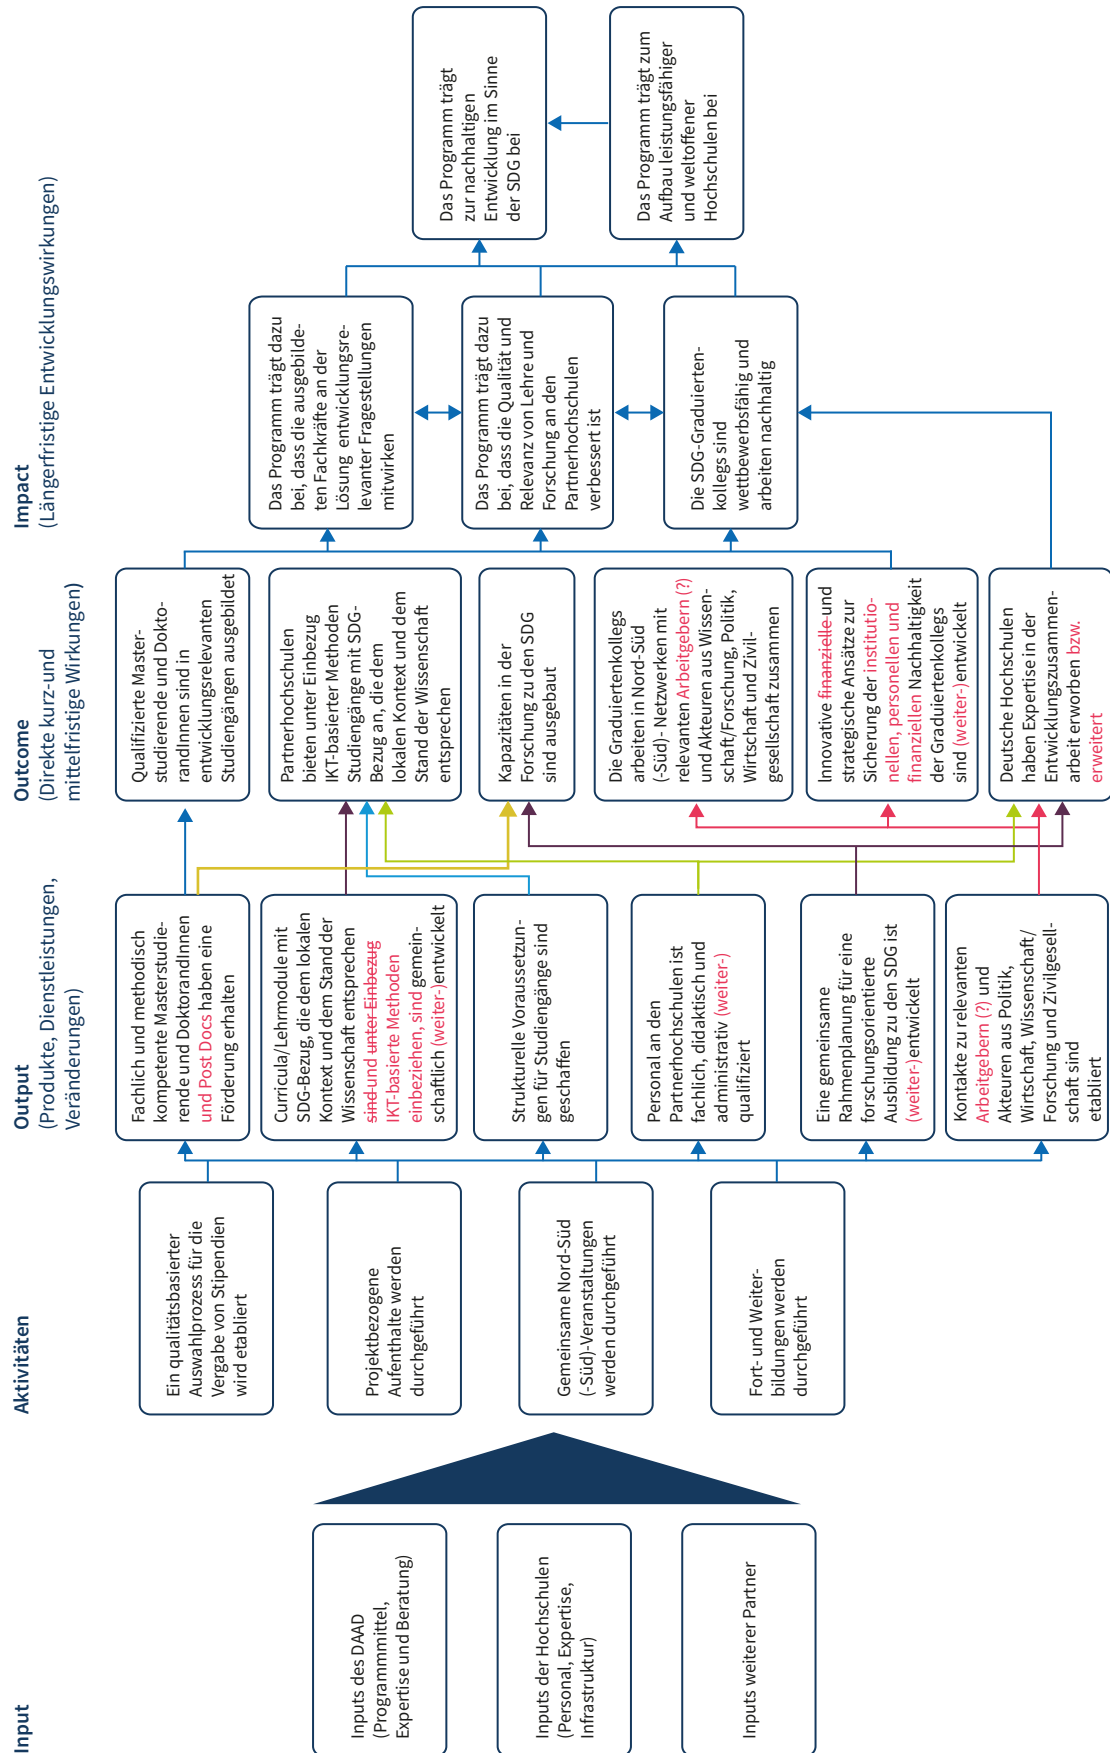 Input
Inputs des DAAD
(Programmmittel,
Expertise und Beratung)
Inputs der Hochschulen
(Personal, Expertise,
Infrastruktur)
Inputs weiterer Partner
Aktivitäten
Ein qualitätsbasierter
Auswahlprozess für die
Vergabe von Stipendien
wird etabliert
Projektbezogene
Aufenthalte werden
durchgeführt
Gemeinsame Nord-Süd
(-Süd)-Veranstaltungen
werden durchgeführt
Fort- und Weiter-
bildungen werden
durchgeführt
Output
(Produkte, Dienstleistungen,
Veränderungen)
Fachlich und methodisch
kompetente Masterstudie-
rende und DoktorandInnen
und Post Docs haben eine
Förderung erhalten
Curricula/Lehrmodule mit
SDG-Bezug, die dem lokalen
Kontext und dem Stand der
Wissenschaft entsprechen
sind und unter Einbezug
IKT-basierte Methoden
einbeziehen, sind gemein-
schaftlich (weiter-)entwickelt
Strukturelle Voraussetzun-
gen für Studiengänge sind
geschaffen
Personal an den
Partnerhochschulen ist
fachlich, didaktisch und
administrativ (weiter-)
qualifiziert
Eine gemeinsame
Rahmenplanung für eine
forschungsorientierte
Ausbildung zu den SDG ist
(weiter-)entwickelt
Kontakte zu relevanten
Arbeitgebern (?) und
Akteuren aus Politik,
Wirtschaft, Wissenschaft/
Forschung und Zivilgesell-
schaft sind
etabliert
Outcome
(Direkte kurz-und
mittelfristige Wirkungen)
Qualifizierte Master-
studierende und Dokto-
randInnen sind in
entwicklungsrelevanten
Studiengängen ausgebildet
Partnerhochschulen
bieten unter Einbezug
IKT-basierter Methoden
Studiengänge mit SDG-
Bezug an, die dem
lokalen Kontext und dem
Stand der Wissenschaft
entsprechen
Kapazitäten in der
Forschung zu den SDG
sind ausgebaut
Die Graduiertenkollegs
arbeiten in Nord-Süd
(-Süd)- Netzwerken mit
relevanten Arbeitgebern (?)
und Akteuren aus Wissen-
schaft/Forschung, Politik,
Wirtschaft und Zivil-
gesellschaft zusammen
Innovative finanzielle und
strategische Ansätze zur
Sicherung der institutio-
nellen, personellen und
finanziellen Nachhaltigkeit
der Graduiertenkollegs
sind (weiter-)entwickelt
Deutsche Hochschulen
haben Expertise in der
Entwicklungszusammen-
arbeit erworben bzw.
erweitert
Impact
(Längerfristige Entwicklungswirkungen)
Das Programm trägt dazu
bei, dass die ausgebilde-
ten Fachkräfte an der
Lösung entwicklungsre-
levanter Fragestellungen
mitwirken
Das Programm trägt dazu
bei, dass die Qualität und
Relevanz von Lehre und
Forschung an den
Partnerhochschulen
verbessert ist
Die SDG-Graduierten-
kollegs sind
wettbewerbsfähig und
arbeiten nachhaltig
Das Programm trägt
zur nachhaltigen
Entwicklung im Sinne
der SDG bei
Das Programm trägt zum
Aufbau leistungsfähiger
und weltoffener
Hochschulen bei